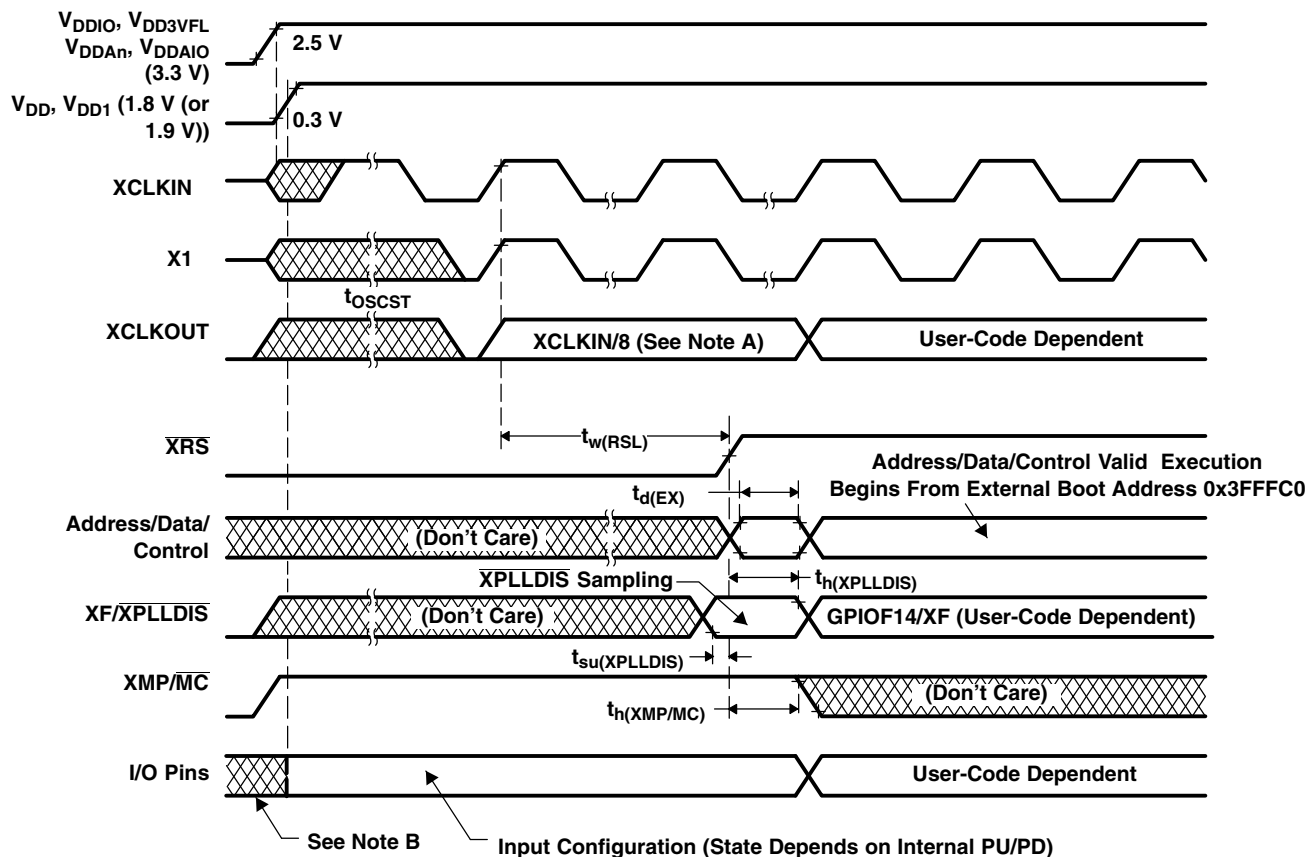 VDDIO, VDD3VFL
VDDAn, VDDAIO
(3.3 V)
2.5 V
VDD, VDD1 (1.8 V (or
1.9 V))
0.3 V
XCLKIN
X1
tOSCST
XCLKOUT
XCLKIN/8 (See Note A)
User-Code Dependent
XRS
tw(RSL)
Address/Data/Control Valid Execution
Begins From External Boot Address 0x3FFFC0
td(EX)
Address/Data/
Control
(Don't Care)
XPLLDIS Sampling
th(XPLLDIS)
XF/XPLLDIS
(Don't Care)
GPIOF14/XF (User-Code Dependent)
tsu(XPLLDIS)
XMP/MC
(Don't Care)
th(XMP/MC)
I/O Pins
User-Code Dependent
See Note B
Input Configuration (State Depends on Internal PU/PD)